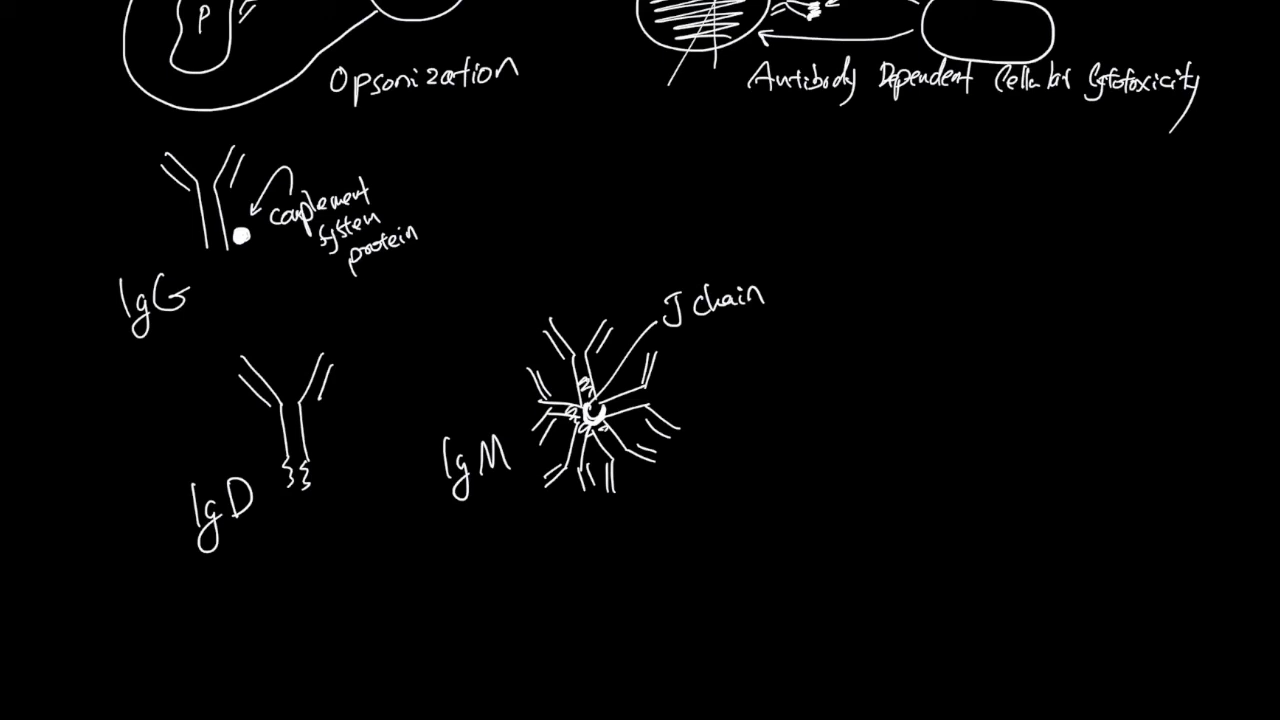 P
Opsonization
Antibody Dependent Cellular Cytotoxicity
complement
system
protein
IgG
J chain
IgM
IgD